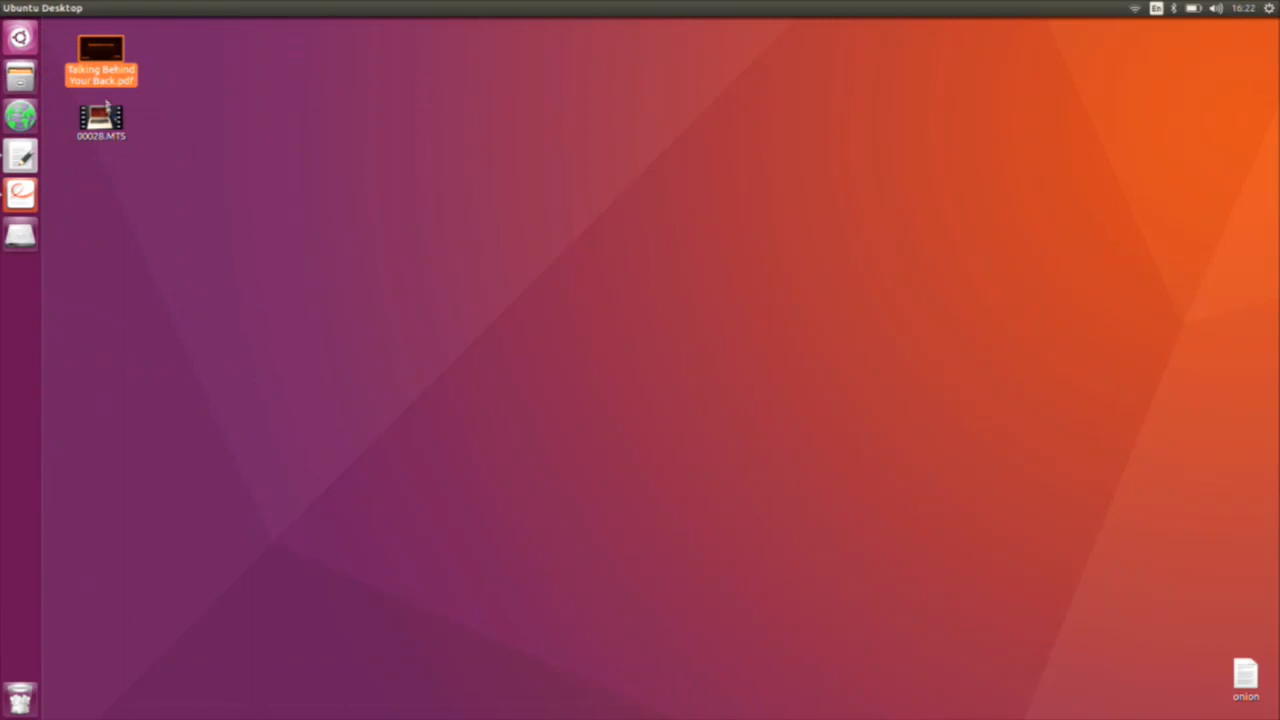 Ubuntu Desktop
En
16:22
Talking Behind
Your Back.pdf
00028.MTS
onion